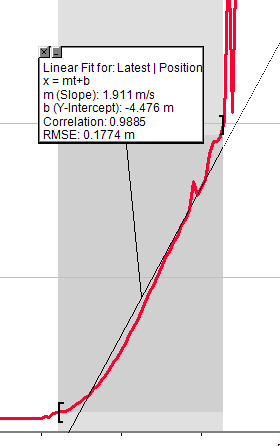 Linear Fit for: Latest | Position
x = mt+b
m (Slope): 1.911 m/s
b (Y-Intercept): -4.476 m
Correlation: 0.9885
RMSE: 0.1774 m